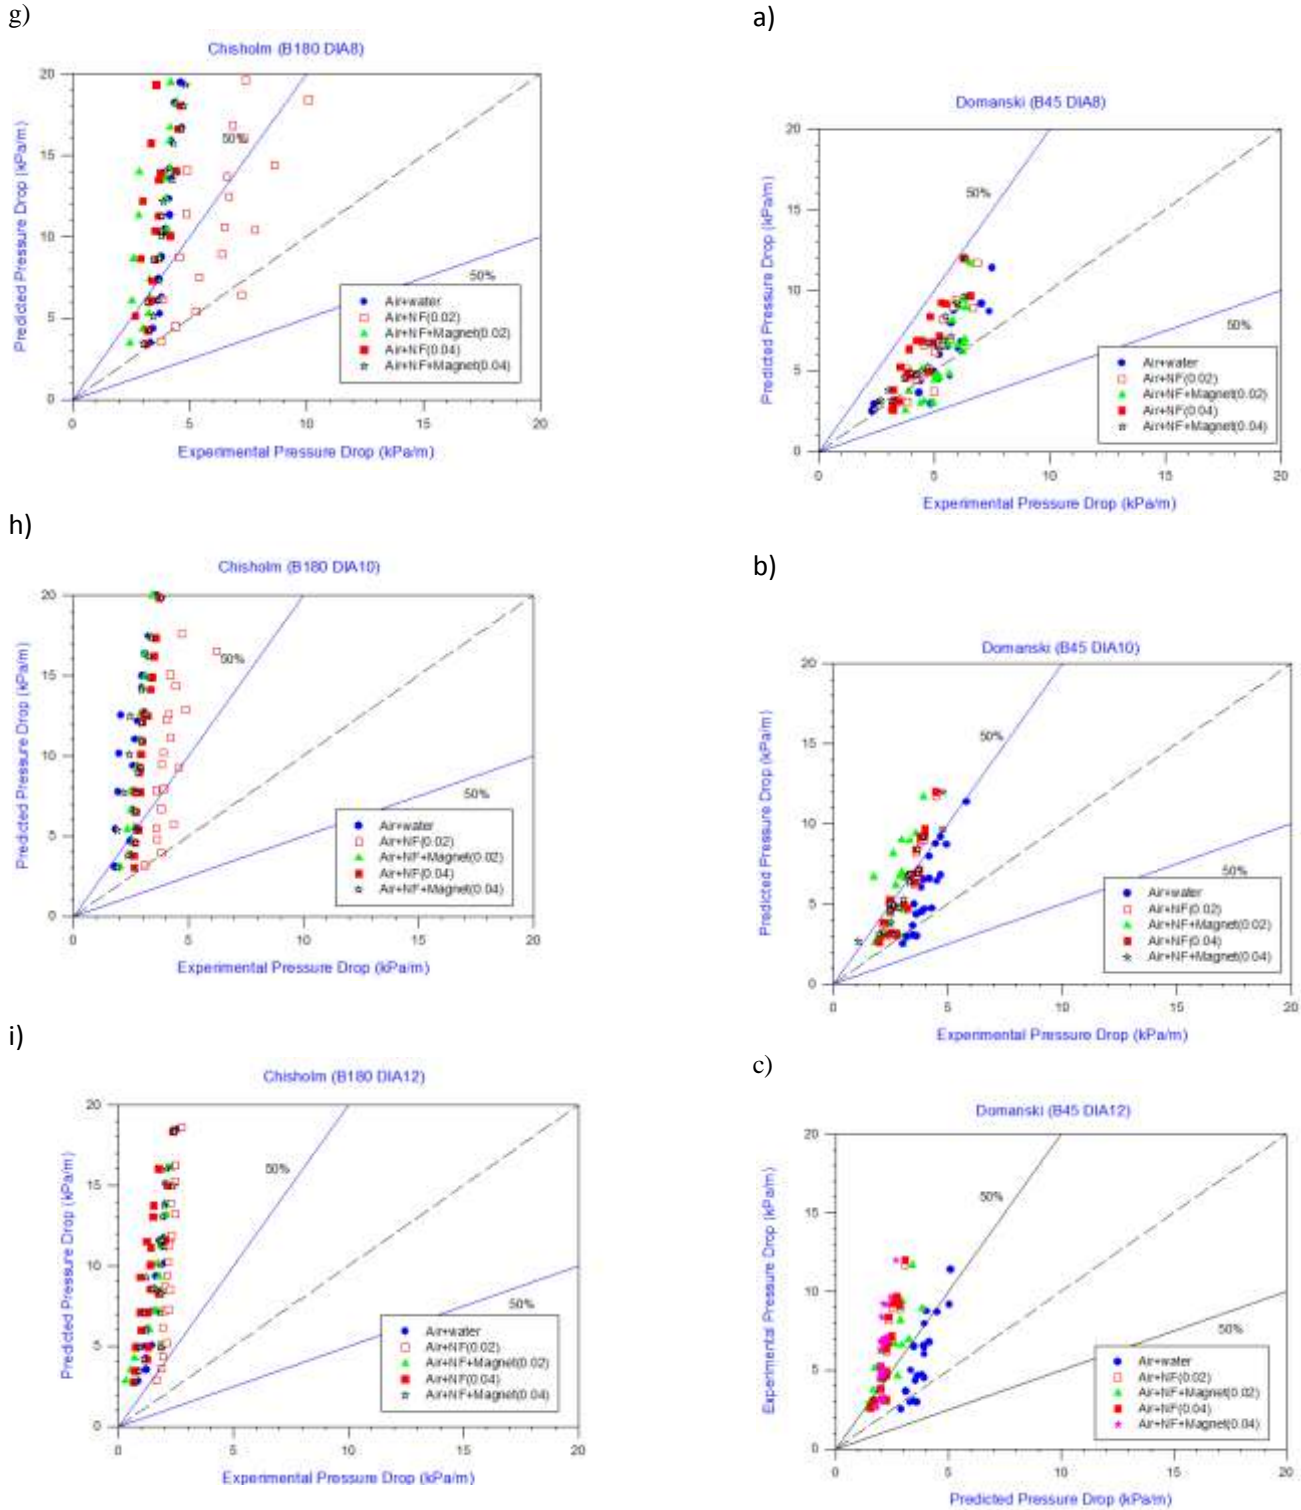 g)
Chisholm (B180 DIA8)
Predicted Pressure Drop (kPa/m)
20
15
10
5
0
50%
50%
Air+water
Air+NF(0.02)
Air+NF+Magnet(0.02)
Air+NF(0.04)
Air+NF+Magnet(0.04)
0 5 10 15 20
Experimental Pressure Drop (kPa/m)
h)
Chisholm (B180 DIA10)
Predicted Pressure Drop (kPa/m)
20
15
10
5
0
50%
50%
Air+water
Air+NF(0.02)
Air+NF+Magnet(0.02)
Air+NF(0.04)
Air+NF+Magnet(0.04)
0 5 10 15 20
Experimental Pressure Drop (kPa/m)
i)
Chisholm (B180 DIA12)
Predicted Pressure Drop (kPa/m)
20
15
10
5
0
50%
50%
Air+water
Air+NF(0.02)
Air+NF+Magnet(0.02)
Air+NF(0.04)
Air+NF+Magnet(0.04)
0 5 10 15 20
Experimental Pressure Drop (kPa/m)
a)
Domanski (B45 DIA8)
Predicted Pressure Drop (kPa/m)
20
15
10
5
0
50%
50%
Air+water
Air+NF(0.02)
Air+NF+Magnet(0.02)
Air+NF(0.04)
Air+NF+Magnet(0.04)
0 5 10 15 20
Experimental Pressure Drop (kPa/m)
b)
Domanski (B45 DIA10)
Predicted Pressure Drop (kPa/m)
20
15
10
5
0
50%
50%
Air+water
Air+NF(0.02)
Air+NF+Magnet(0.02)
Air+NF(0.04)
Air+NF+Magnet(0.04)
0 5 10 15 20
Experimental Pressure Drop (kPa/m)
c)
Domanski (B45 DIA12)
Experimental Pressure Drop (kPa/m)
20
15
10
5
0
50%
50%
Air+water
Air+NF(0.02)
Air+NF+Magnet(0.02)
Air+NF(0.04)
Air+NF+Magnet(0.04)
0 5 10 15 20
Predicted Pressure Drop (kPa/m)